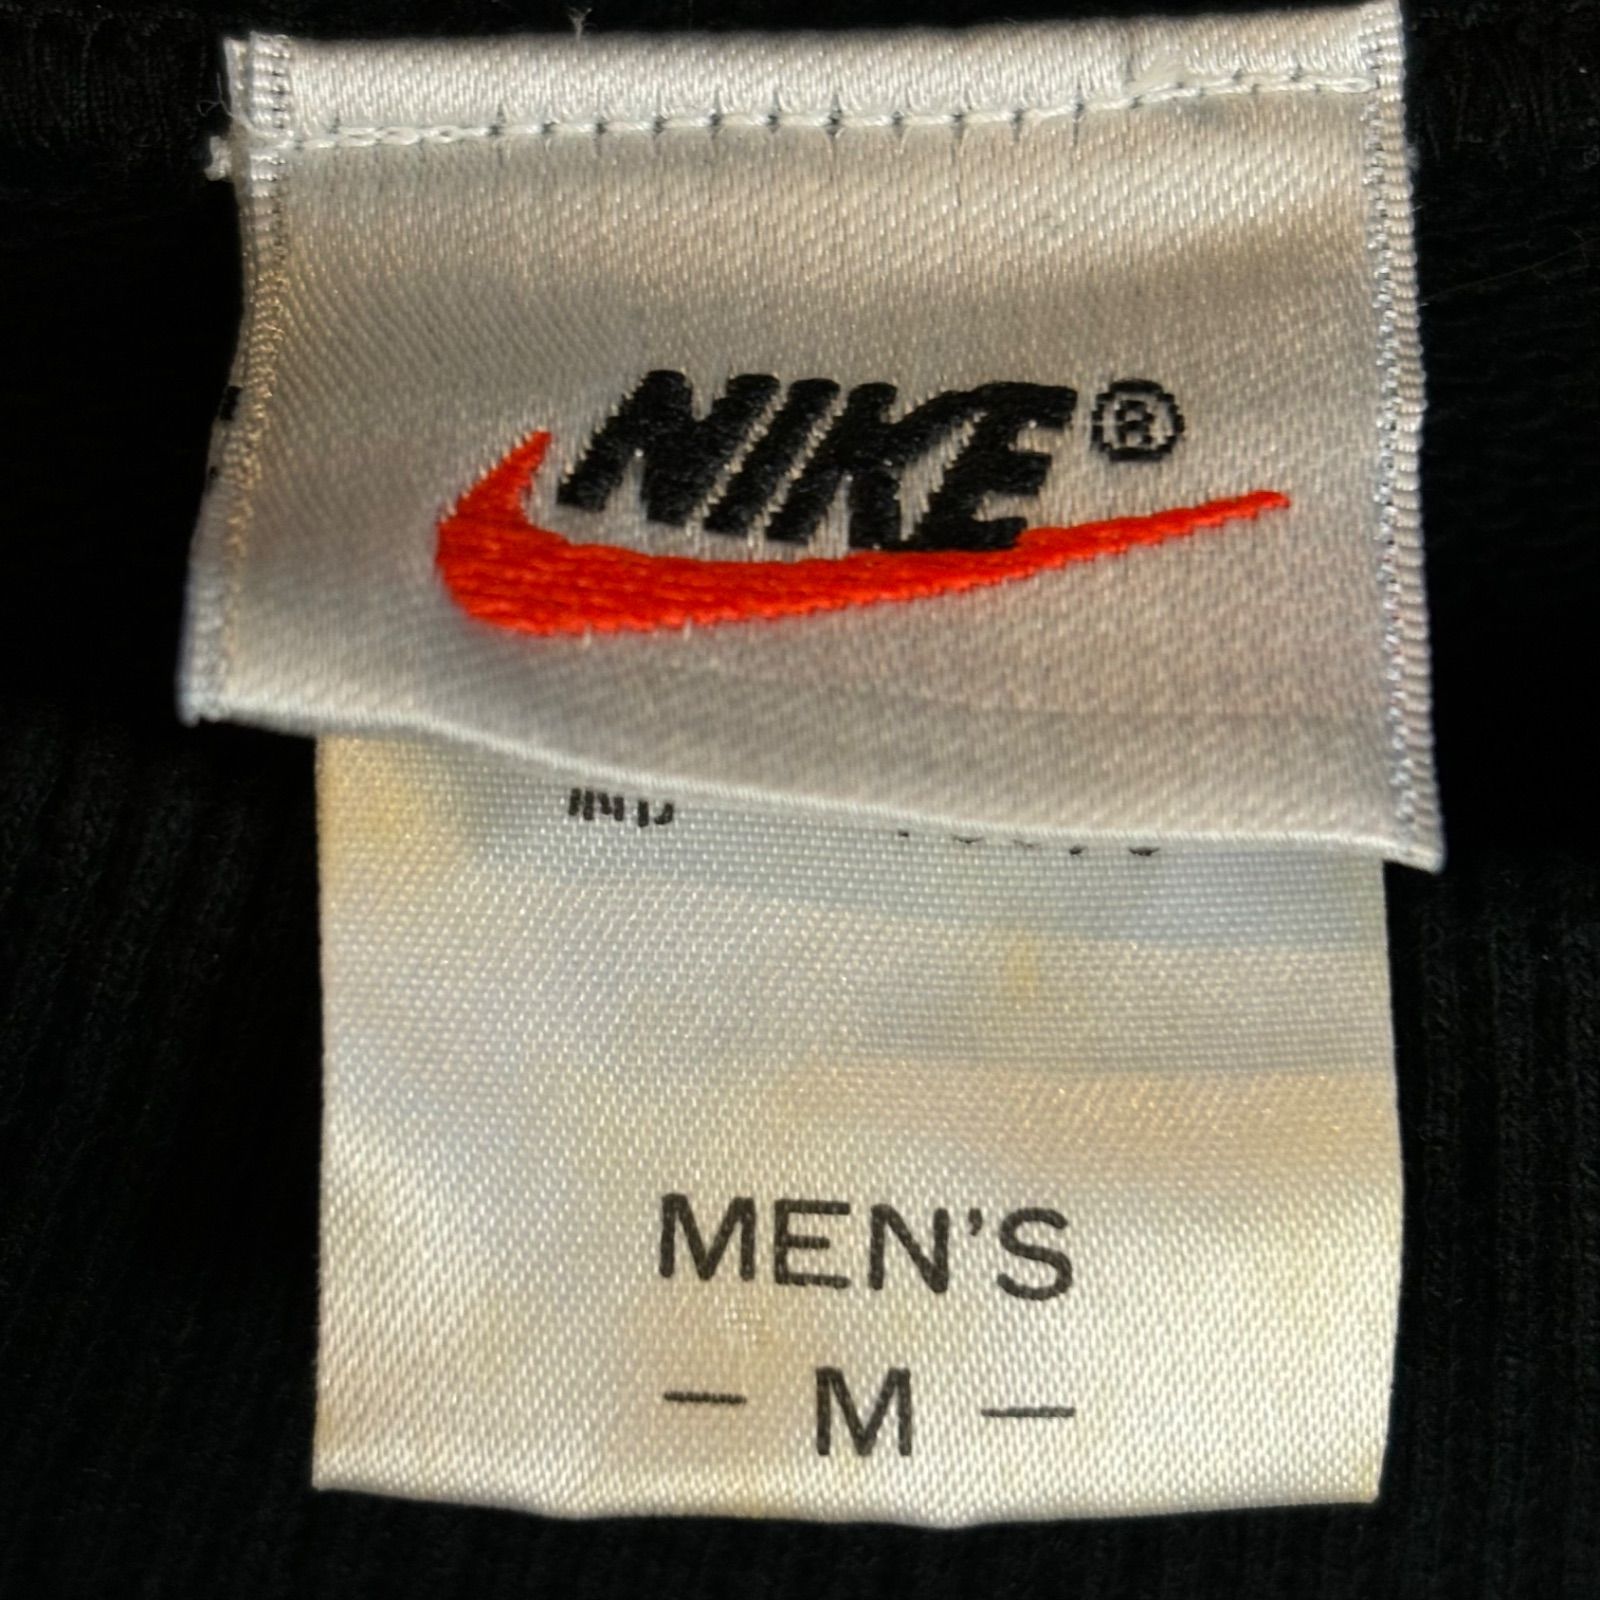 NIKE®
MEN'S
– M –